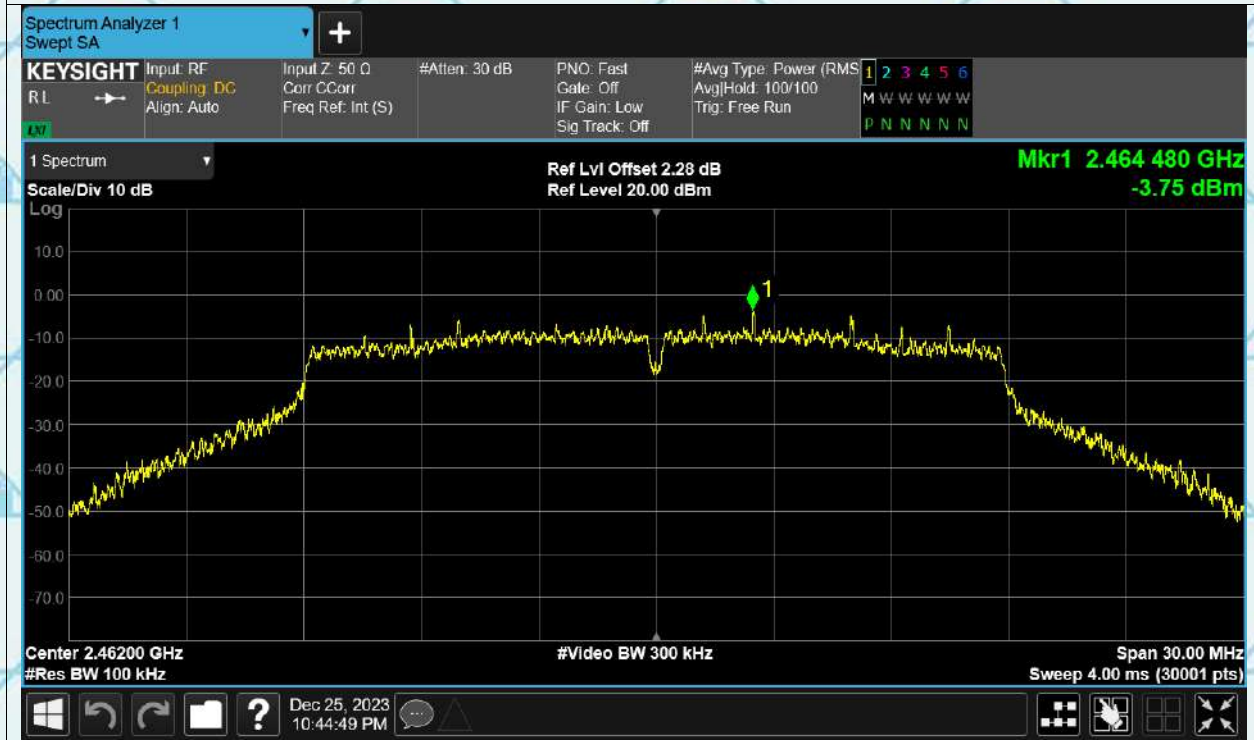 Spectrum Analyzer 1
Swept SA
+
KEYSIGHT
RL
LXI
Input: RF
Coupling: DC
Align: Auto
Input Z: 50 Ω
Corr CCorr
Freq Ref: Int (S)
#Atten: 30 dB
PNO: Fast
Gate: Off
IF Gain: Low
Sig Track: Off
#Avg Type: Power (RMS
Avg|Hold: 100/100
Trig: Free Run
1 2 3 4 5 6
M W W W W W
P N N N N N
1 Spectrum
Scale/Div 10 dB
Log
Ref Lvl Offset 2.28 dB
Ref Level 20.00 dBm
Mkr1 2.464 480 GHz
-3.75 dBm
10.0
0.00
-10.0
-20.0
-30.0
-40.0
-50.0
-60.0
-70.0
1
Center 2.46200 GHz
#Res BW 100 kHz
#Video BW 300 kHz
Span 30.00 MHz
Sweep 4.00 ms (30001 pts)
?
Dec 25, 2023
10:44:49 PM